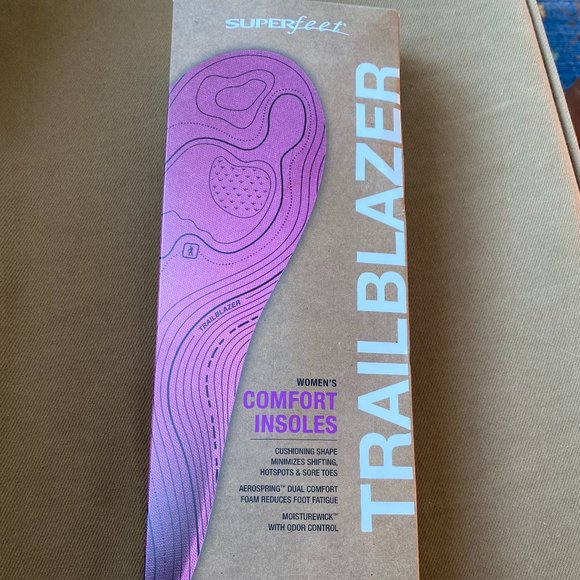 SUPERfeet®
TRAILBLAZER
TRAILBLAZER
WOMEN'S
COMFORT
INSOLES
CUSHIONING SHAPE
MINIMIZES SHIFTING,
HOTSPOTS & SORE TOES
AEROSPRING™ DUAL COMFORT
FOAM REDUCES FOOT FATIGUE
MOISTUREWICK™
WITH ODOR CONTROL